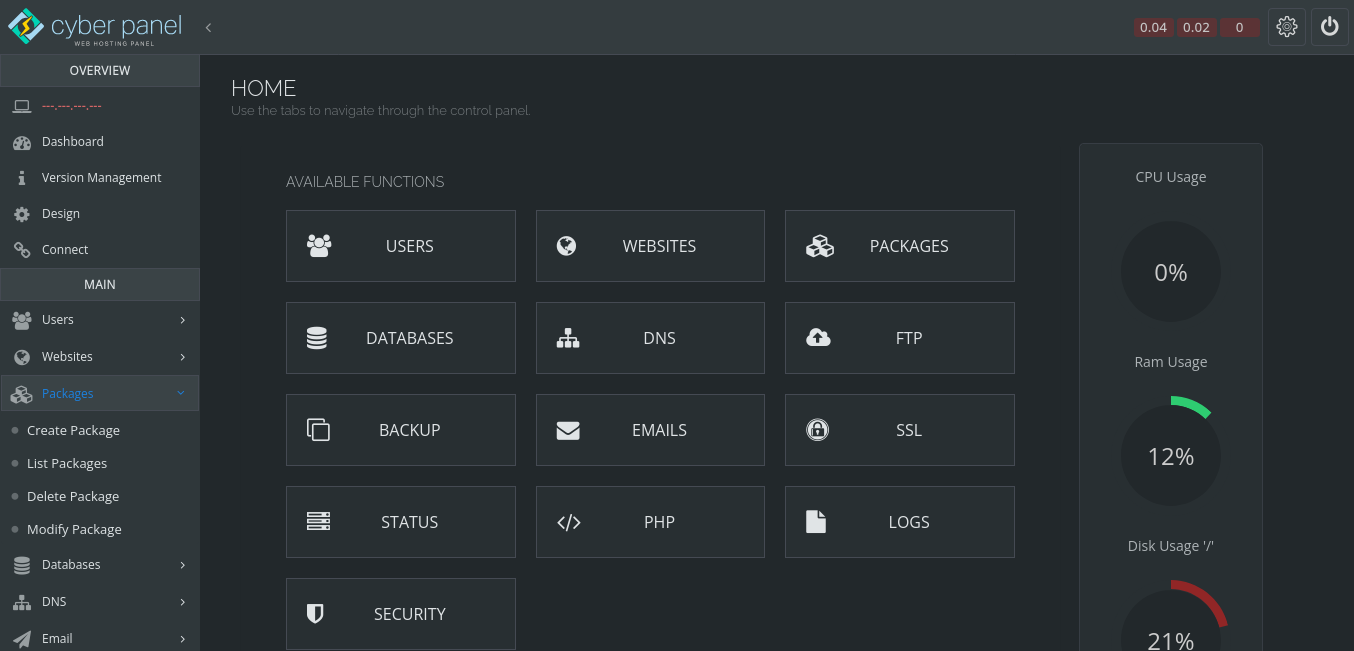 cyber panel
WEB HOSTING PANEL
0.04 0.02 0
OVERVIEW
---.---.---.---
Dashboard
Version Management
Design
Connect
MAIN
Users
Websites
Packages
Create Package
List Packages
Delete Package
Modify Package
Databases
DNS
Email
HOME
Use the tabs to navigate through the control panel.
AVAILABLE FUNCTIONS
USERS
WEBSITES
PACKAGES
DATABASES
DNS
FTP
BACKUP
EMAILS
SSL
STATUS
PHP
LOGS
SECURITY
CPU Usage
0%
Ram Usage
12%
Disk Usage '/'
21%